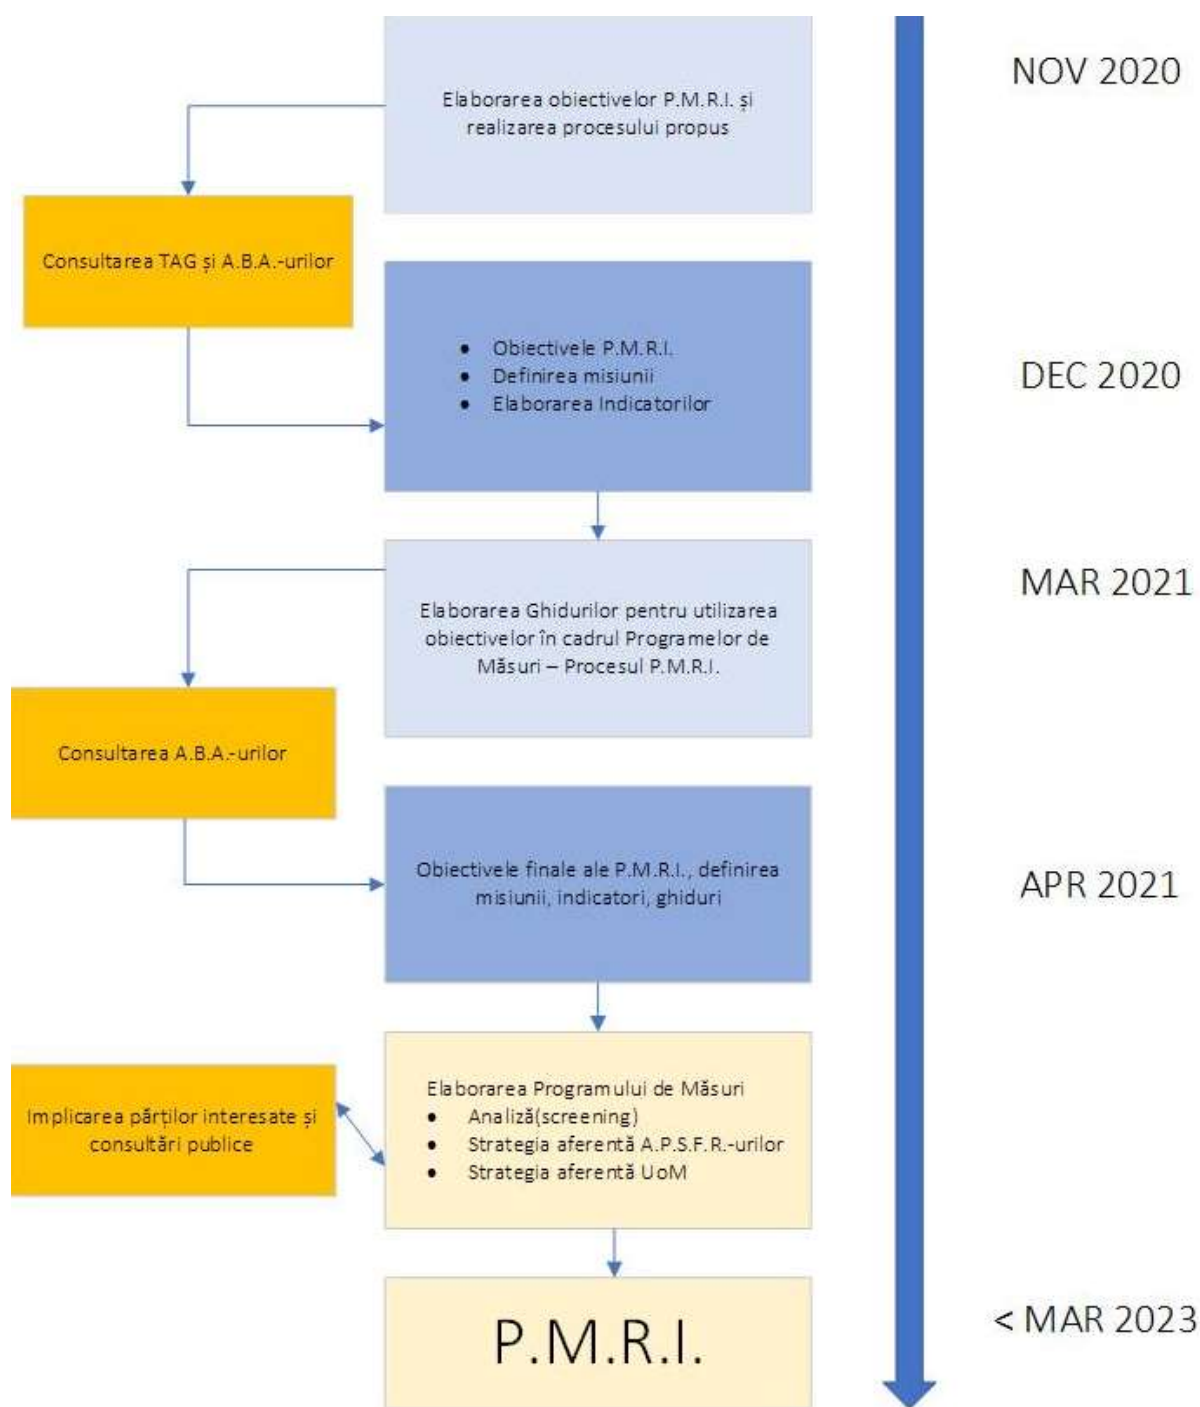 Elaborarea obiectivelor P.M.R.I. și
realizarea procesului propus
NOV 2020
Consultarea TAG și A.B.A.-urilor
• Obiectivele P.M.R.I.
• Definirea misiunii
• Elaborarea Indicatorilor
DEC 2020
Elaborarea Ghidurilor pentru utilizarea
obiectivelor în cadrul Programelor de
Măsuri – Procesul P.M.R.I.
MAR 2021
Consultarea A.B.A.-urilor
Obiectivele finale ale P.M.R.I., definirea
misiunii, indicatori, ghiduri
APR 2021
Implicarea părților interesate și
consultări publice
Elaborarea Programului de Măsuri
• Analiză(screening)
• Strategia aferentă A.P.S.F.R.-urilor
• Strategia aferentă UoM
P.M.R.I.
< MAR 2023